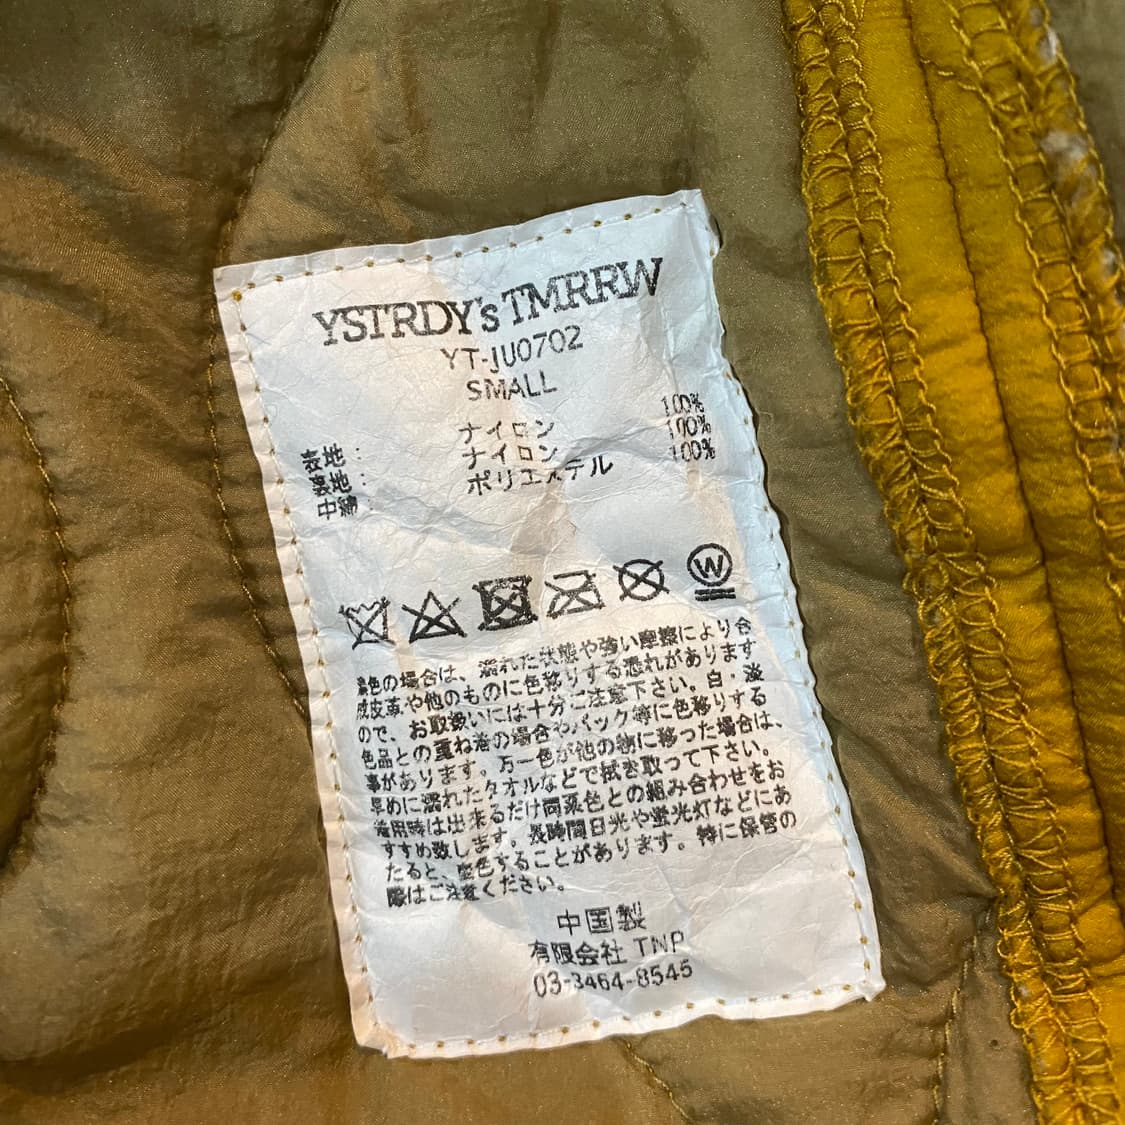 YSTRDY's TMRRW
YT-JU0702
SMALL
表地： ナイロン 100%
裏地： ナイロン 100%
中綿： ポリエステル 100%
W
濃色の場合は、濡れた状態や強い摩擦により合
成皮革や他のものに色移りする恐れがあります
ので、お取扱いには十分ご注意下さい。白・淡
色品との重ね着の場合やバック等に色移りする
事があります。万一色が他の物に移った場合は、
早めに濡れたタオルなどで拭き取って下さい。
着用時は出来るだけ同系色との組み合わせをお
すすめ致します。長時間日光や蛍光灯などにあ
たると、変色することがあります。特に保管の
際はご注意ください。
中国製
有限会社 TNP
03-3464-8545